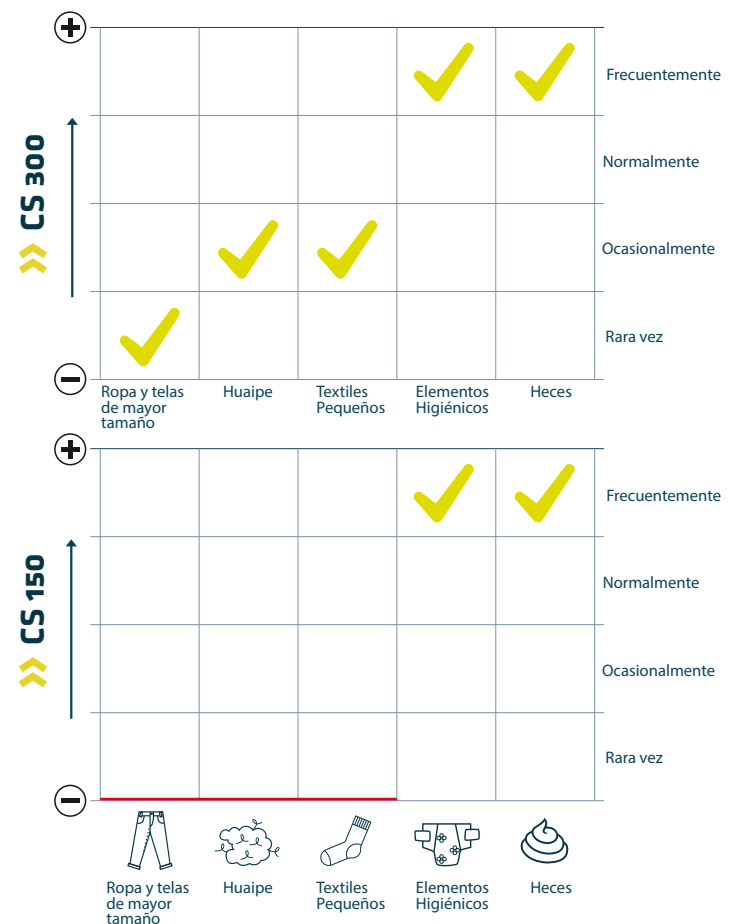 CS 300
Frecuentemente
Normalmente
Ocasionalmente
Rara vez
Ropa y telas
de mayor
tamaño
Huaipe
Textiles
Pequeños
Elementos
Higiénicos
Heces
CS 150
Frecuentemente
Normalmente
Ocasionalmente
Rara vez
Ropa y telas
de mayor
tamaño
Huaipe
Textiles
Pequeños
Elementos
Higiénicos
Heces